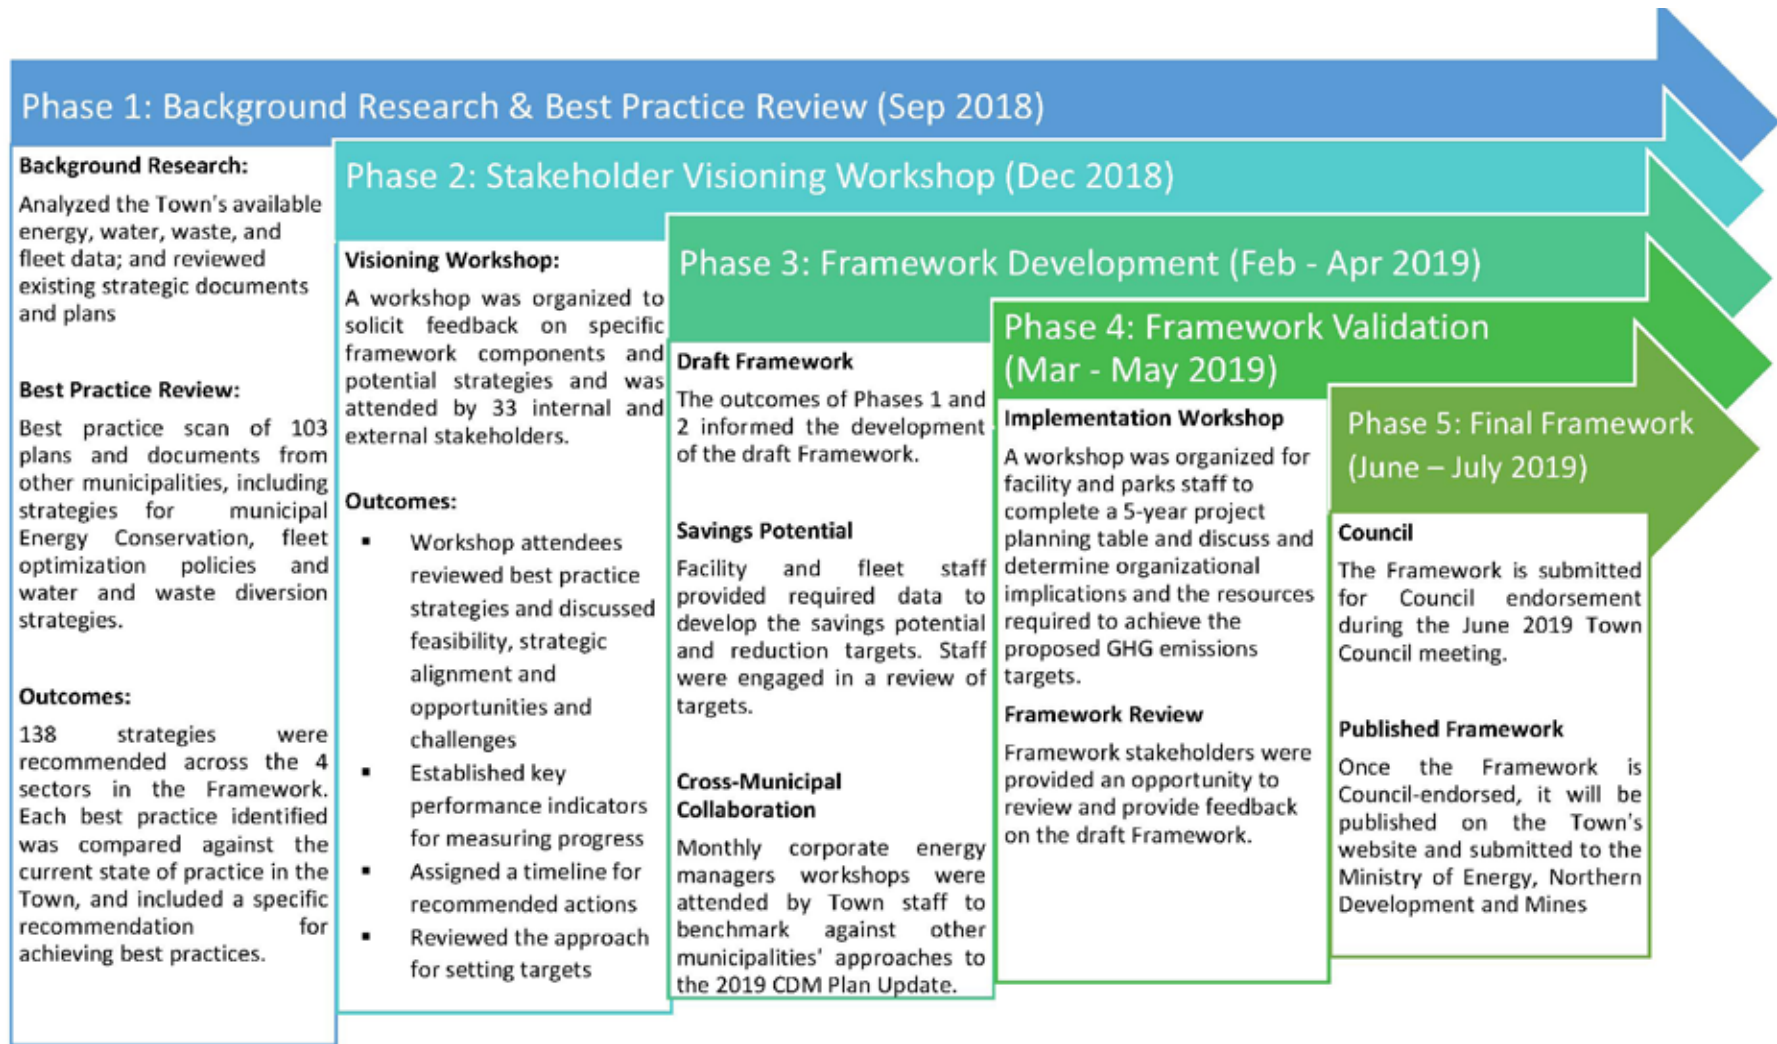 Phase 1: Background Research & Best Practice Review (Sep 2018)
Background Research:
Analyzed the Town's available
energy, water, waste, and
fleet data; and reviewed
existing strategic documents
and plans
Best Practice Review:
Best practice scan of 103
plans and documents from
other municipalities, including
strategies for municipal
Energy Conservation, fleet
optimization policies and
water and waste diversion
strategies.
Outcomes:
138 strategies were
recommended across the 4
sectors in the Framework.
Each best practice identified
was compared against the
current state of practice in the
Town, and included a specific
recommendation for
achieving best practices.
Phase 2: Stakeholder Visioning Workshop (Dec 2018)
Visioning Workshop:
A workshop was organized to
solicit feedback on specific
framework components and
potential strategies and was
attended by 33 internal and
external stakeholders.
Outcomes:
▪ Workshop attendees
reviewed best practice
strategies and discussed
feasibility, strategic
alignment and
opportunities and
challenges
▪ Established key
performance indicators
for measuring progress
▪ Assigned a timeline for
recommended actions
▪ Reviewed the approach
for setting targets
Phase 3: Framework Development (Feb - Apr 2019)
Draft Framework
The outcomes of Phases 1 and
2 informed the development
of the draft Framework.
Savings Potential
Facility and fleet staff
provided required data to
develop the savings potential
and reduction targets. Staff
were engaged in a review of
targets.
Cross-Municipal
Collaboration
Monthly corporate energy
managers workshops were
attended by Town staff to
benchmark against other
municipalities' approaches to
the 2019 CDM Plan Update.
Phase 4: Framework Validation
(Mar - May 2019)
Implementation Workshop
A workshop was organized for
facility and parks staff to
complete a 5-year project
planning table and discuss and
determine organizational
implications and the resources
required to achieve the
proposed GHG emissions
targets.
Framework Review
Framework stakeholders were
provided an opportunity to
review and provide feedback
on the draft Framework.
Phase 5: Final Framework
(June – July 2019)
Council
The Framework is submitted
for Council endorsement
during the June 2019 Town
Council meeting.
Published Framework
Once the Framework is
Council-endorsed, it will be
published on the Town's
website and submitted to the
Ministry of Energy, Northern
Development and Mines